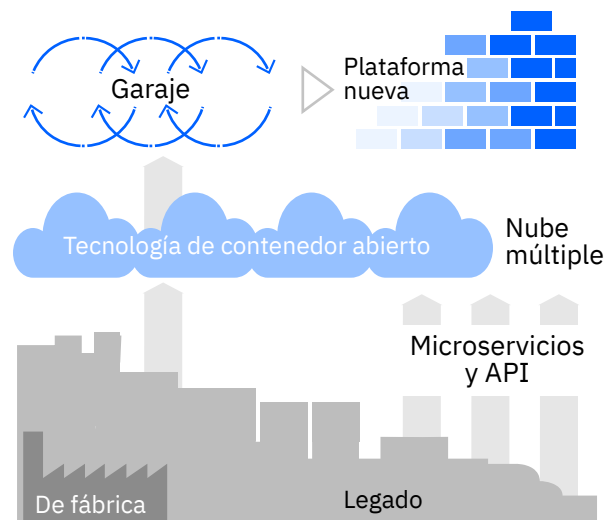 Garaje
Plataforma
nueva
Tecnología de contenedor abierto
Nube
múltiple
Microservicios
y API
De fábrica
Legado